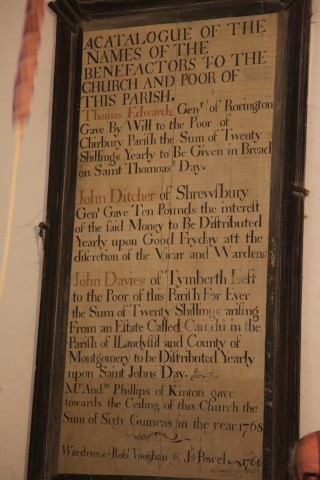 A CATALOGUE OF THE
NAMES OF THE
BENEFACTORS TO THE
CHURCH AND POOR OF
THIS PARISH.
Thomas Edwards Gent of Rorington
Gave By Will to the Poor of
Chirbury Parish the Sum of Twenty
Shillings Yearly to Be Given in Bread
on Saint Thomoass Day.
John Ditcher of Shrewsbury
Gent Gave Ten Pounds the interest
of the said Money to Be Distributed
Yearly upon Good Fryday att the
discretion of the Vicar and Wardens
John Davies of Tymberth Left
to the Poor of this Parish For Ever
the Sum of Twenty Shillings arising
From an Estate Called in the
Parish of Llandysil and County of
Montgomery to be Distributed Yearly
upon Saint Johns Day.
Mr. Andw Phillips of Kinton gave
towards the Ceiling of this Church the
Sum of Sixty Guineas in the year 1768
Wardens Robt Vaughan & Powel 1766